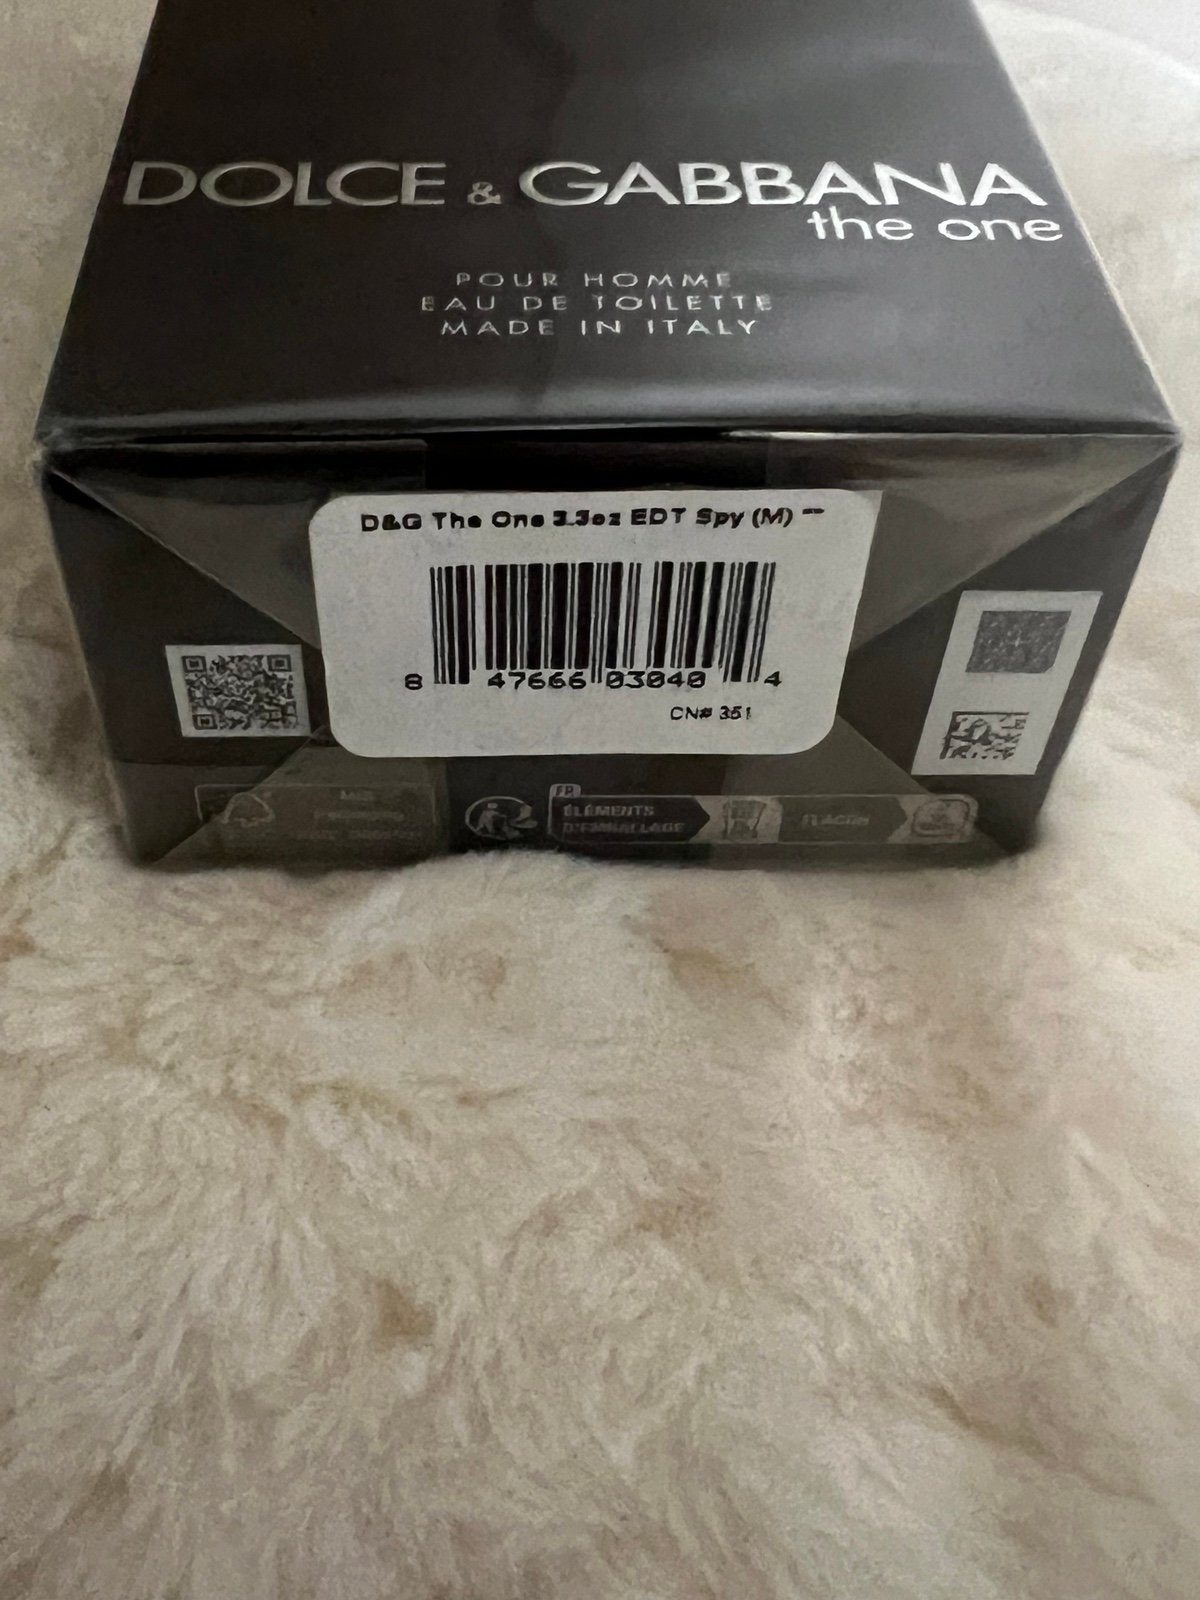 DOLCE & GABBANA
the one
POUR HOMME
EAU DE TOILETTE
MADE IN ITALY
D&G The One 3.3oz EDT Spy (M) **
8 47666 03040 4
CN# 351
FR
ÉLÉMENTS
D'EMBALLAGE
FLACON